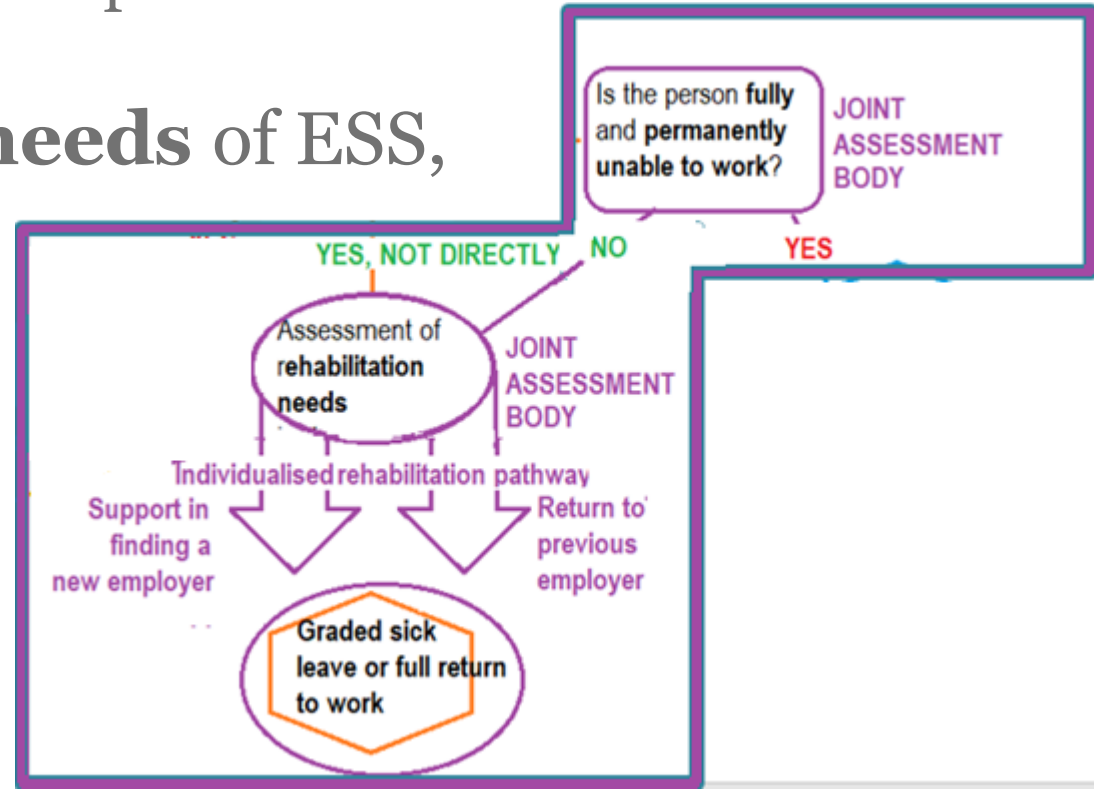 needs of ESS,
Is the person fully
and permanently
unable to work?
JOINT
ASSESSMENT
BODY
YES, NOT DIRECTLY
NO
YES
Assessment of
rehabilitation
needs
JOINT
ASSESSMENT
BODY
Individualised rehabilitation pathway
Support in
finding a
new employer
Return to
previous
employer
Graded sick
leave or full return
to work